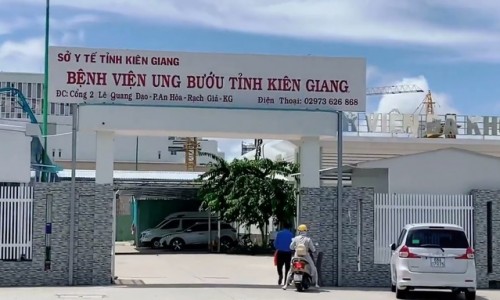 SỞ Y TẾ TỈNH KIÊN GIANG
BỆNH VIỆN UNG BƯỚU TỈNH KIÊN GIANG
ĐC: Cổng 2 Lê Quang Đạo - P.An Hòa - Rạch Giá - KG
Điện Thoại: 02973 626 868